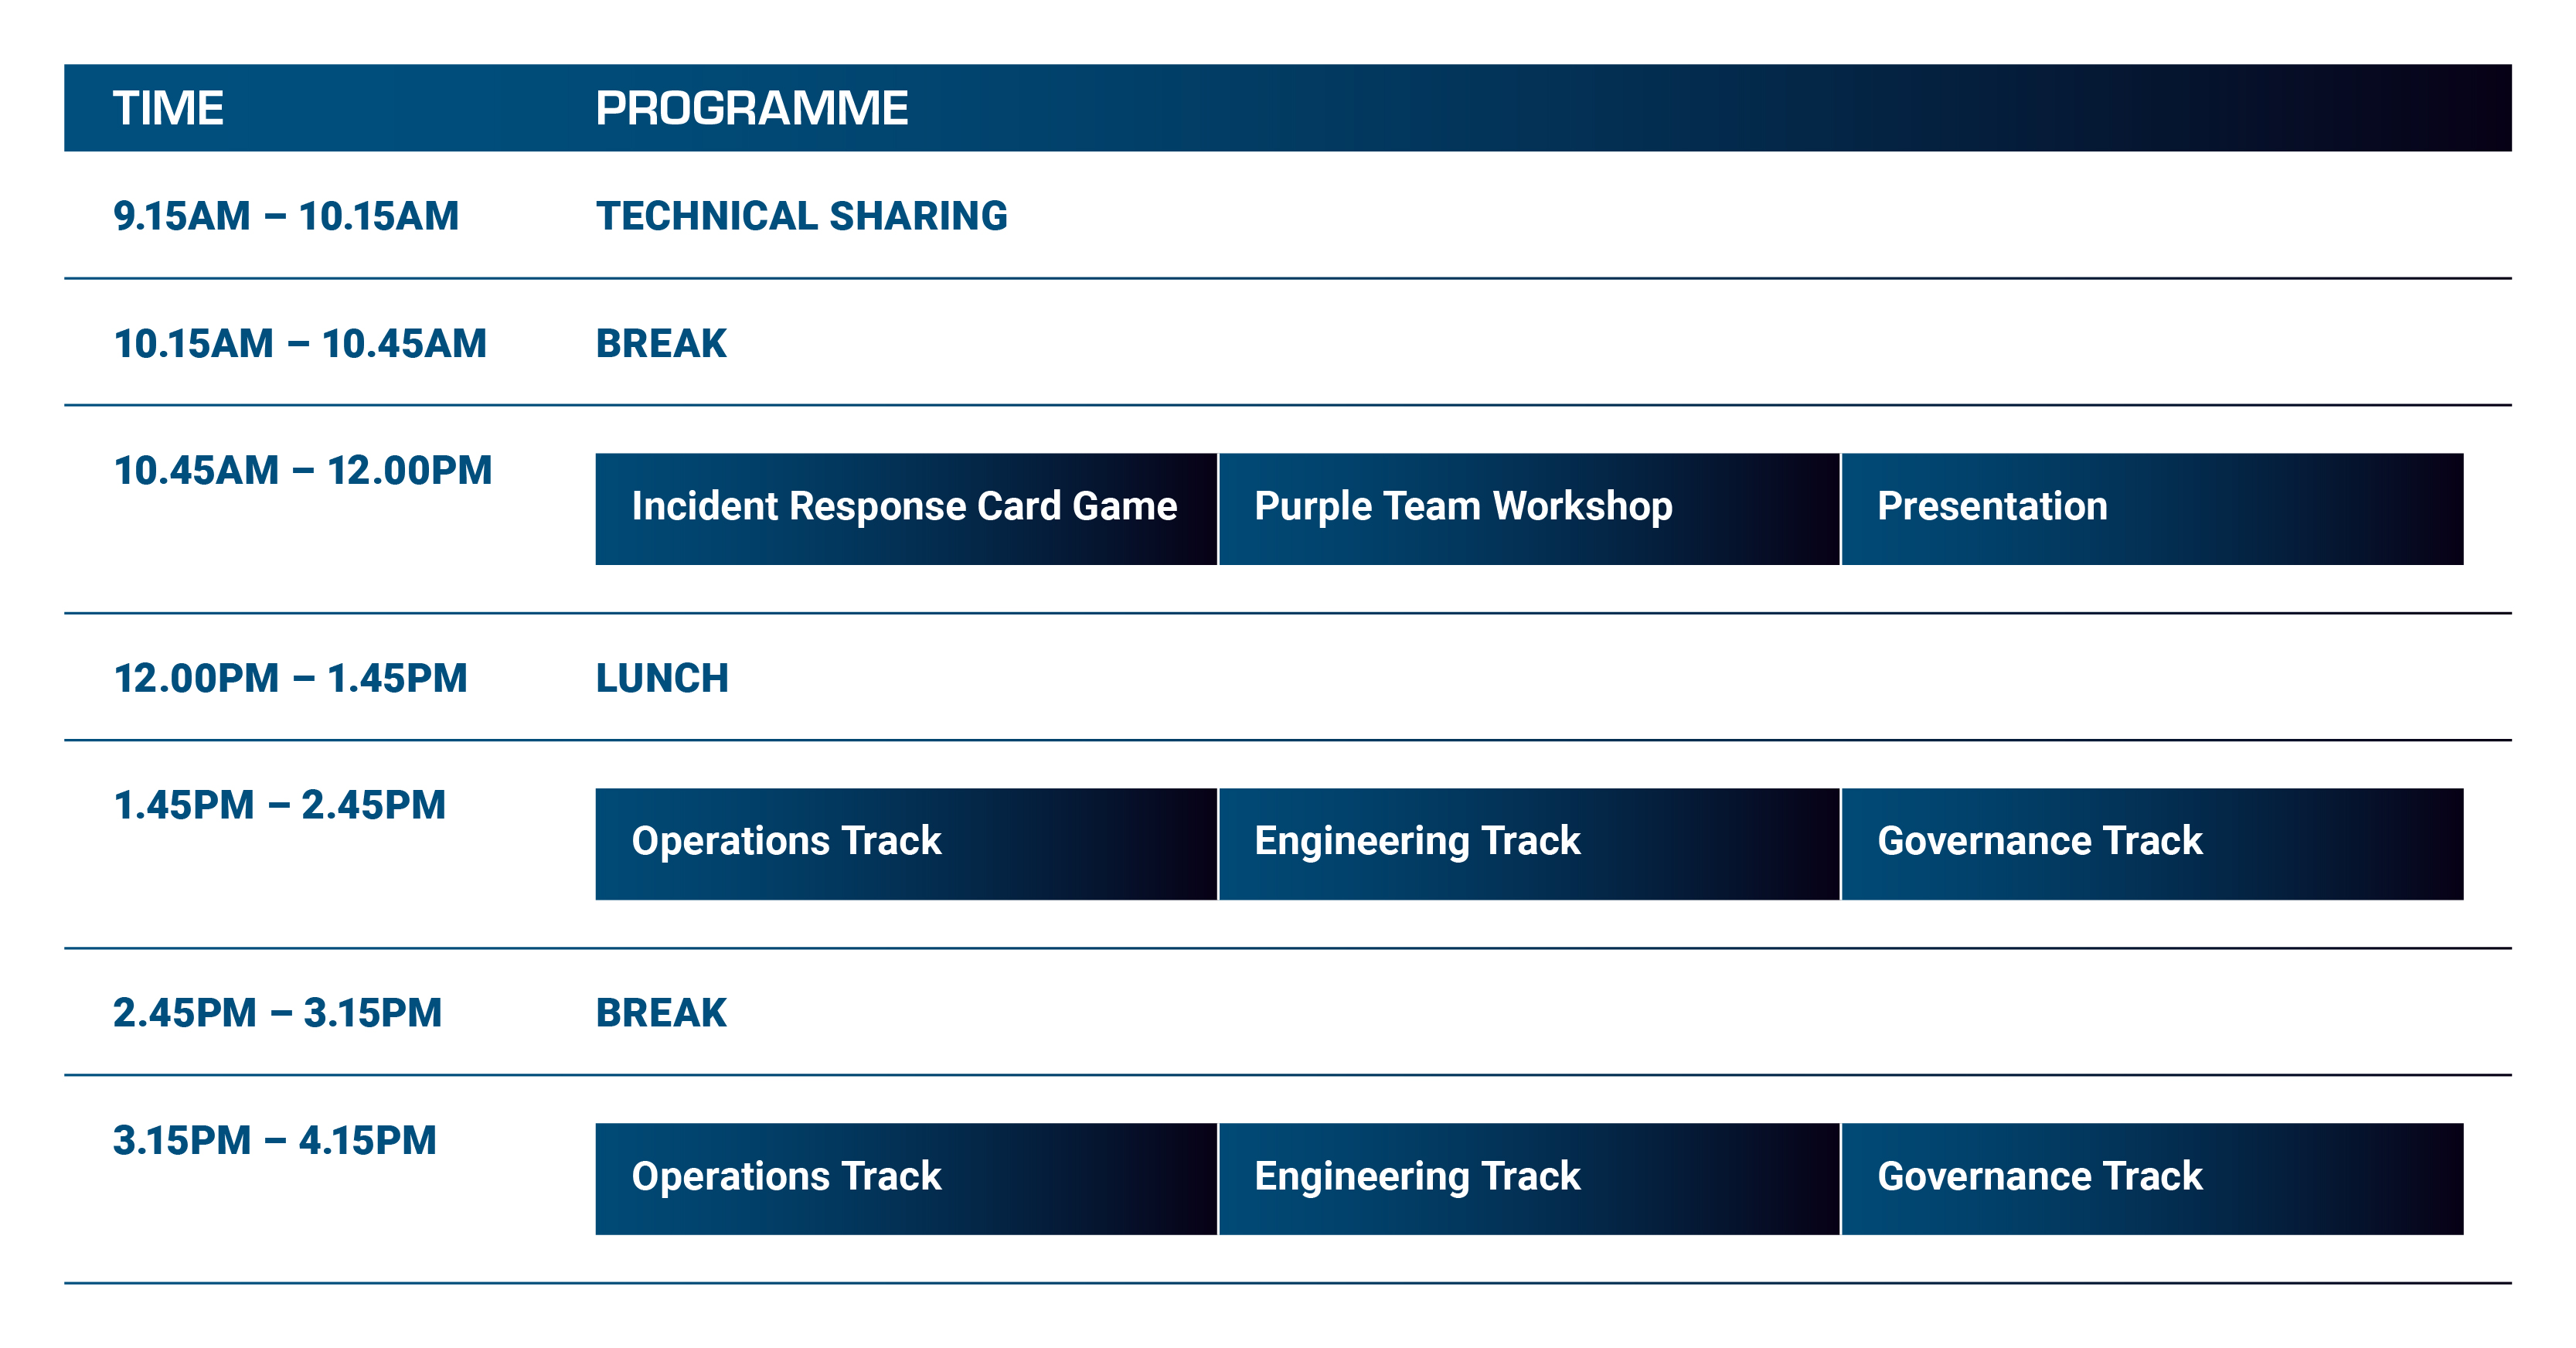 TIME PROGRAMME
9.15AM – 10.15AM TECHNICAL SHARING
10.15AM – 10.45AM BREAK
10.45AM – 12.00PM Incident Response Card Game Purple Team Workshop Presentation
12.00PM – 1.45PM LUNCH
1.45PM – 2.45PM Operations Track Engineering Track Governance Track
2.45PM – 3.15PM BREAK
3.15PM – 4.15PM Operations Track Engineering Track Governance Track